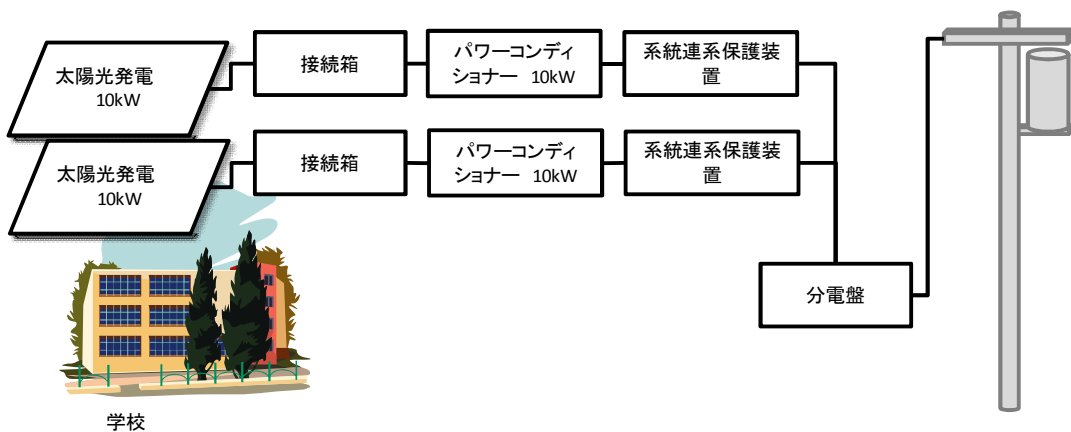 太陽光発電
10kW
接続箱
パワーコンディ
ショナー 10kW
系統連系保護装
置
太陽光発電
10kW
接続箱
パワーコンディ
ショナー 10kW
系統連系保護装
置
分電盤
学校